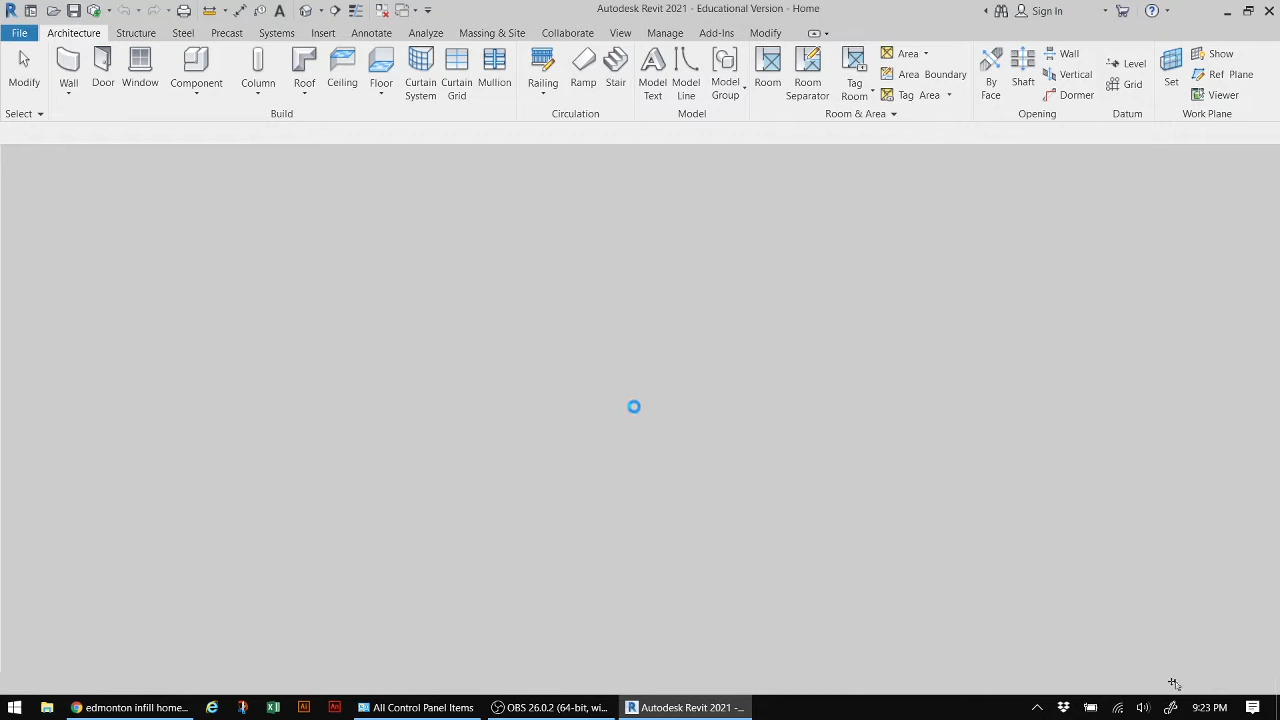 Autodesk Revit 2021 - Educational Version - Home
Sign In
File Architecture Structure Steel Precast Systems Insert Annotate Analyze Massing & Site Collaborate View Manage Add-Ins Modify
Modify Wall Door Window Component Column Roof Ceiling Floor Curtain System Curtain Grid Mullion Railing Ramp Stair Model Text Model Line Model Group Room Room Separator Tag Room
Area
Area Boundary
Tag Area
By Face Shaft
Wall
Vertical
Dormer
Level
Grid
Set
Show
Ref Plane
Viewer
Select Build Circulation Model Room & Area Opening Datum Work Plane
edmonton infill home... All Control Panel Items OBS 26.0.2 (64-bit, wi... Autodesk Revit 2021 -... 9:23 PM